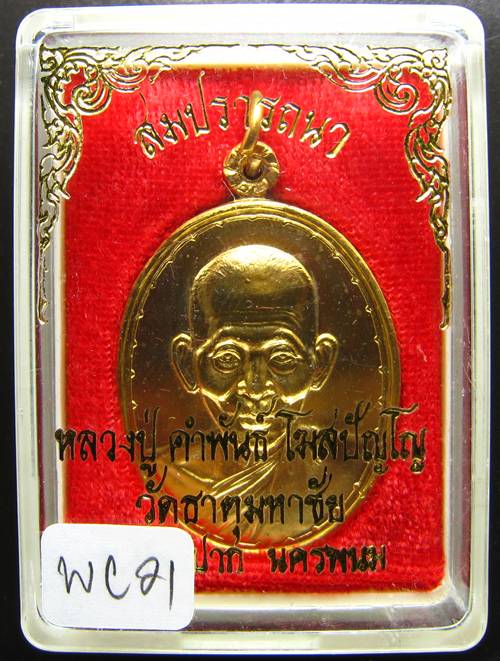 สมปรารถนา
หลวงปู่ คำพันธ์ โฆสปัญโญ
วัดธาตุมหาชัย
ปาก นครพนม